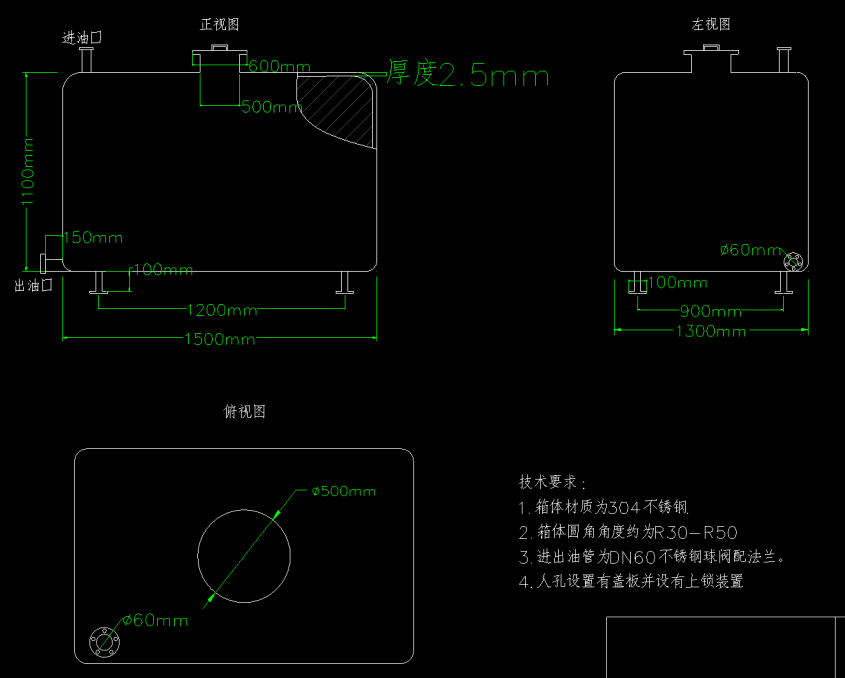 正视图
左视图
进油口
600mm
厚度2.5mm
500mm
1100mm
150mm
100mm
出油口
1200mm
1500mm
ø60mm
100mm
900mm
1300mm
俯视图
ø500mm
ø60mm
技术要求：
1.箱体材质为304不锈钢
2.箱体圆角角度约为R30-R50
3.进出油管为DN60不锈钢球阀配法兰。
4.人孔设置有盖板并设有上锁装置